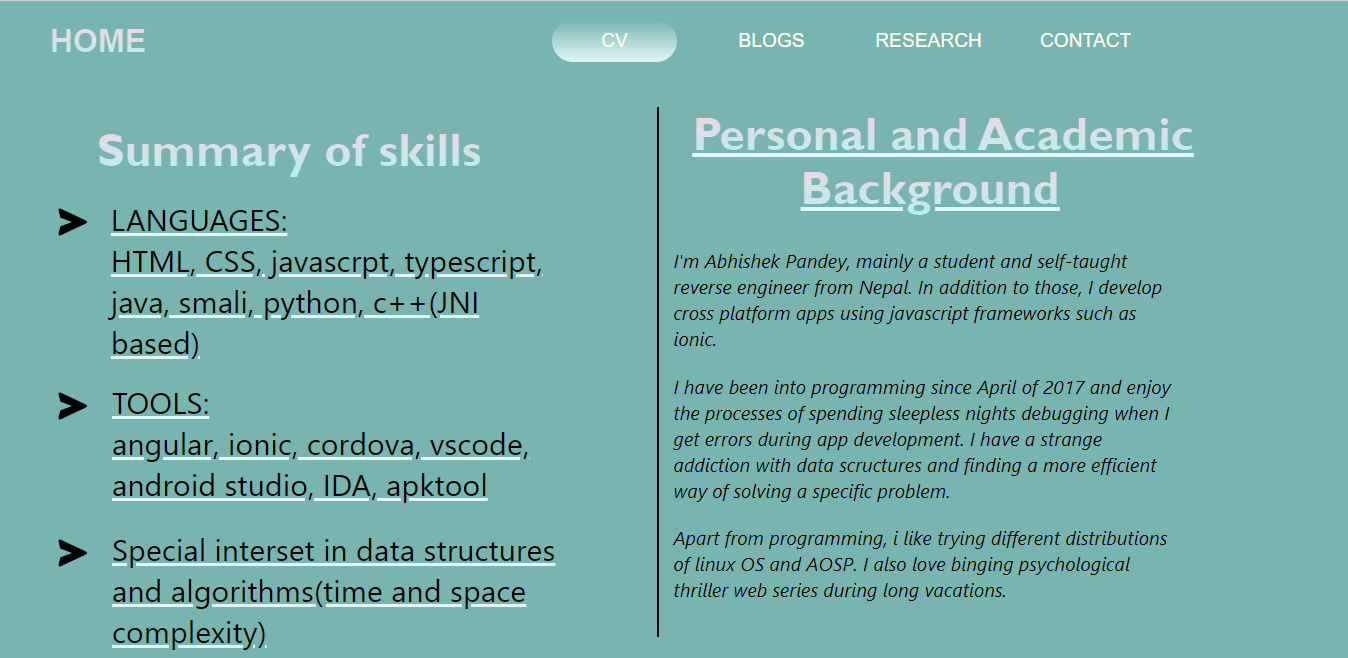 HOME CV BLOGS RESEARCH CONTACT
Summary of skills
LANGUAGES:
HTML, CSS, javascrpt, typescript,
java, smali, python, c++(JNI
based)
TOOLS:
angular, ionic, cordova, vscode,
android studio, IDA, apktool
Special interset in data structures
and algorithms(time and space
complexity)
Personal and Academic
Background
I'm Abhishek Pandey, mainly a student and self-taught
reverse engineer from Nepal. In addition to those, I develop
cross platform apps using javascript frameworks such as
ionic.
I have been into programming since April of 2017 and enjoy
the processes of spending sleepless nights debugging when I
get errors during app development. I have a strange
addiction with data scructures and finding a more efficient
way of solving a specific problem.
Apart from programming, i like trying different distributions
of linux OS and AOSP. I also love binging psychological
thriller web series during long vacations.